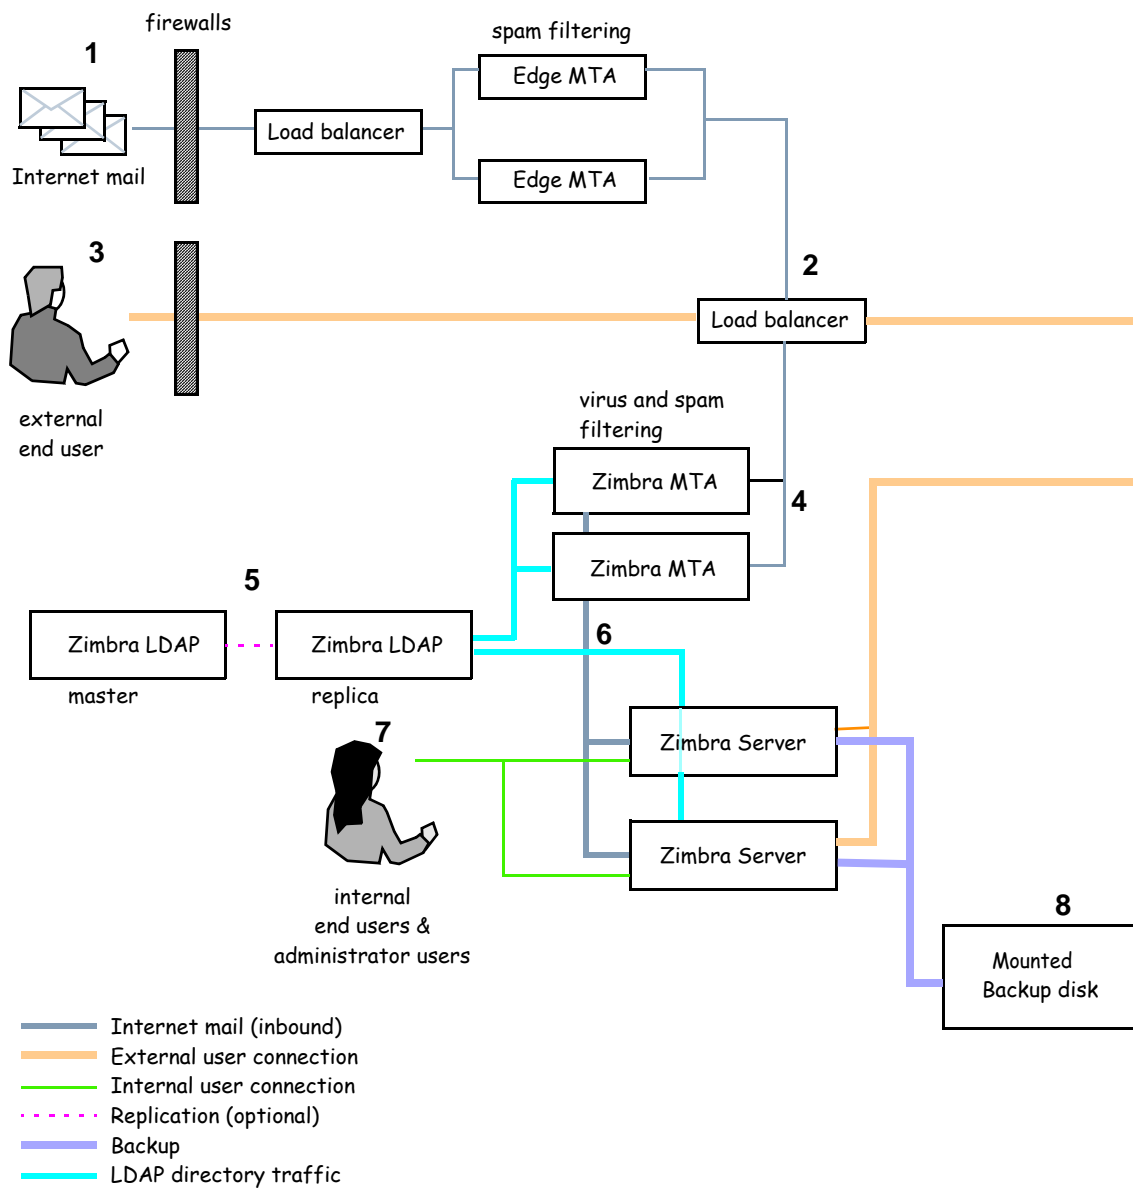 firewalls
1
spam filtering
Edge MTA
Load balancer
Internet mail
Edge MTA
3
2
Load balancer
external
end user
virus and spam
filtering
Zimbra MTA
4
Zimbra MTA
5
6
Zimbra LDAP
Zimbra LDAP
master
replica
7
Zimbra Server
Zimbra Server
internal
end users &
administrator users
8
Mounted
Backup disk
Internet mail (inbound)
External user connection
Internal user connection
Replication (optional)
Backup
LDAP directory traffic